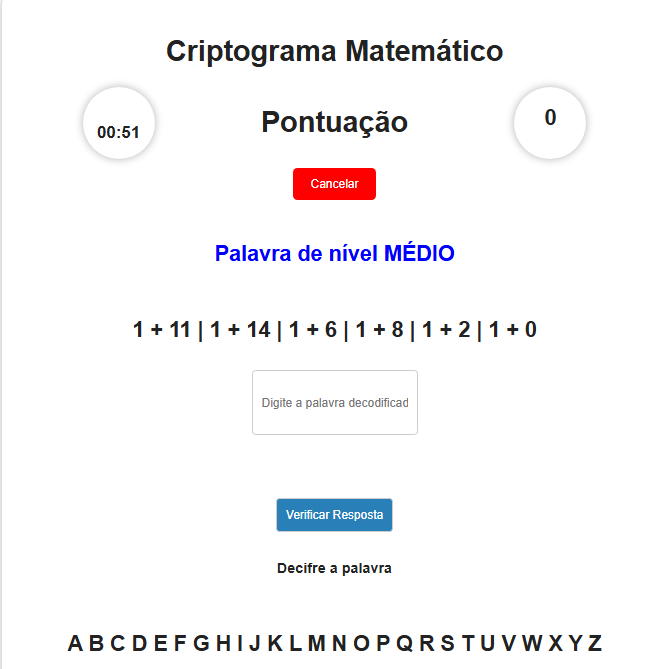 Criptograma Matemático
00:51
Pontuação
0
Cancelar
Palavra de nível MÉDIO
1 + 11 | 1 + 14 | 1 + 6 | 1 + 8 | 1 + 2 | 1 + 0
Digite a palavra decodificad
Verificar Resposta
Decifre a palavra
A B C D E F G H I J K L M N O P Q R S T U V W X Y Z